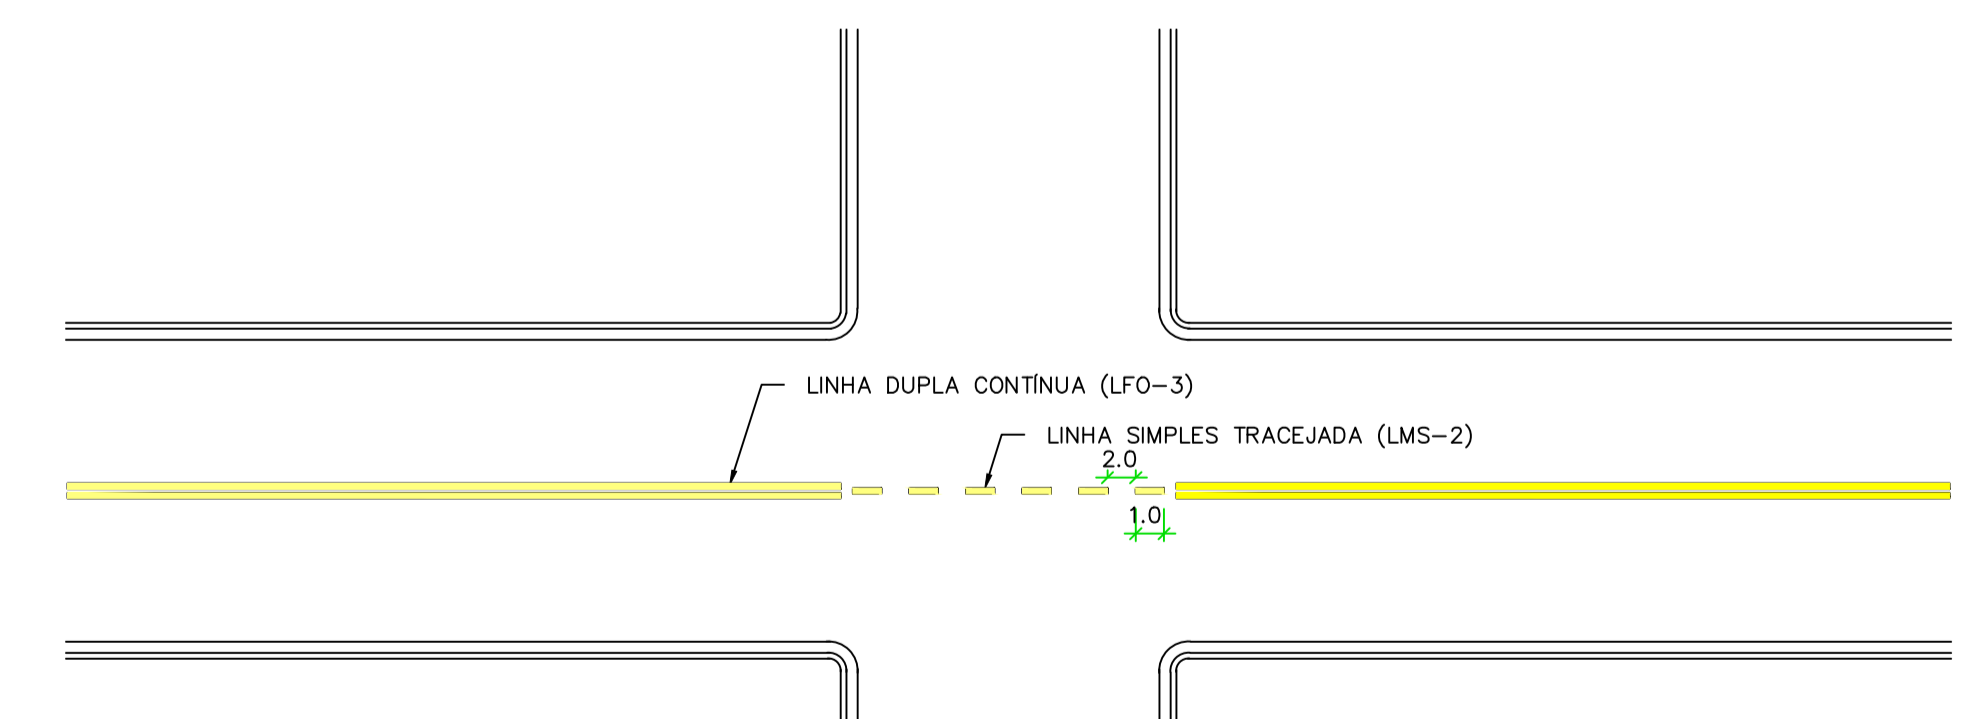 LINHA DUPLA CONTÍNUA (LFO-3)
LINHA SIMPLES TRACEJADA (LMS-2)
2.0
1.0